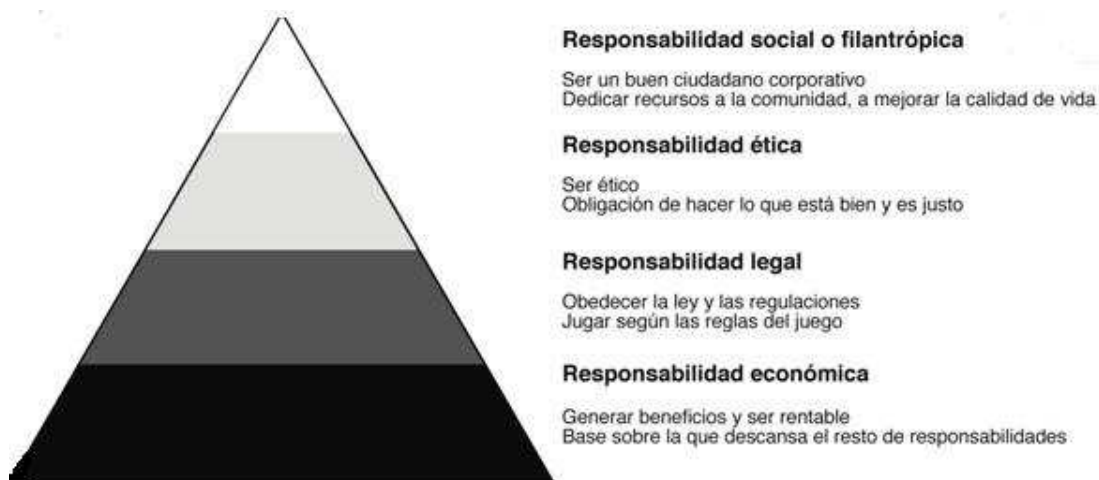 Responsabilidad social o filantrópica
Ser un buen ciudadano corporativo
Dedicar recursos a la comunidad, a mejorar la calidad de vida
Responsabilidad ética
Ser ético
Obligación de hacer lo que está bien y es justo
Responsabilidad legal
Obedecer la ley y las regulaciones
Jugar según las reglas del juego
Responsabilidad económica
Generar beneficios y ser rentable
Base sobre la que descansa el resto de responsabilidades